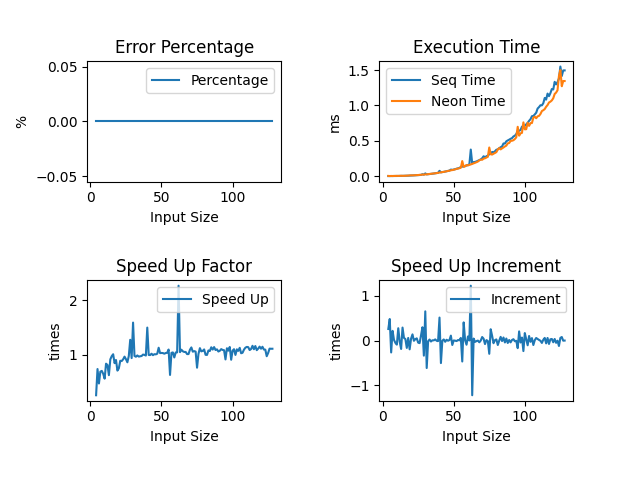 Error Percentage
0.05
0.00
−0.05
%
Percentage
0
50
100
Input Size
Execution Time
1.5
1.0
0.5
0.0
ms
Seq Time
Neon Time
0
50
100
Input Size
Speed Up Factor
2
1
times
Speed Up
0
50
100
Input Size
Speed Up Increment
1
0
−1
times
Increment
0
50
100
Input Size